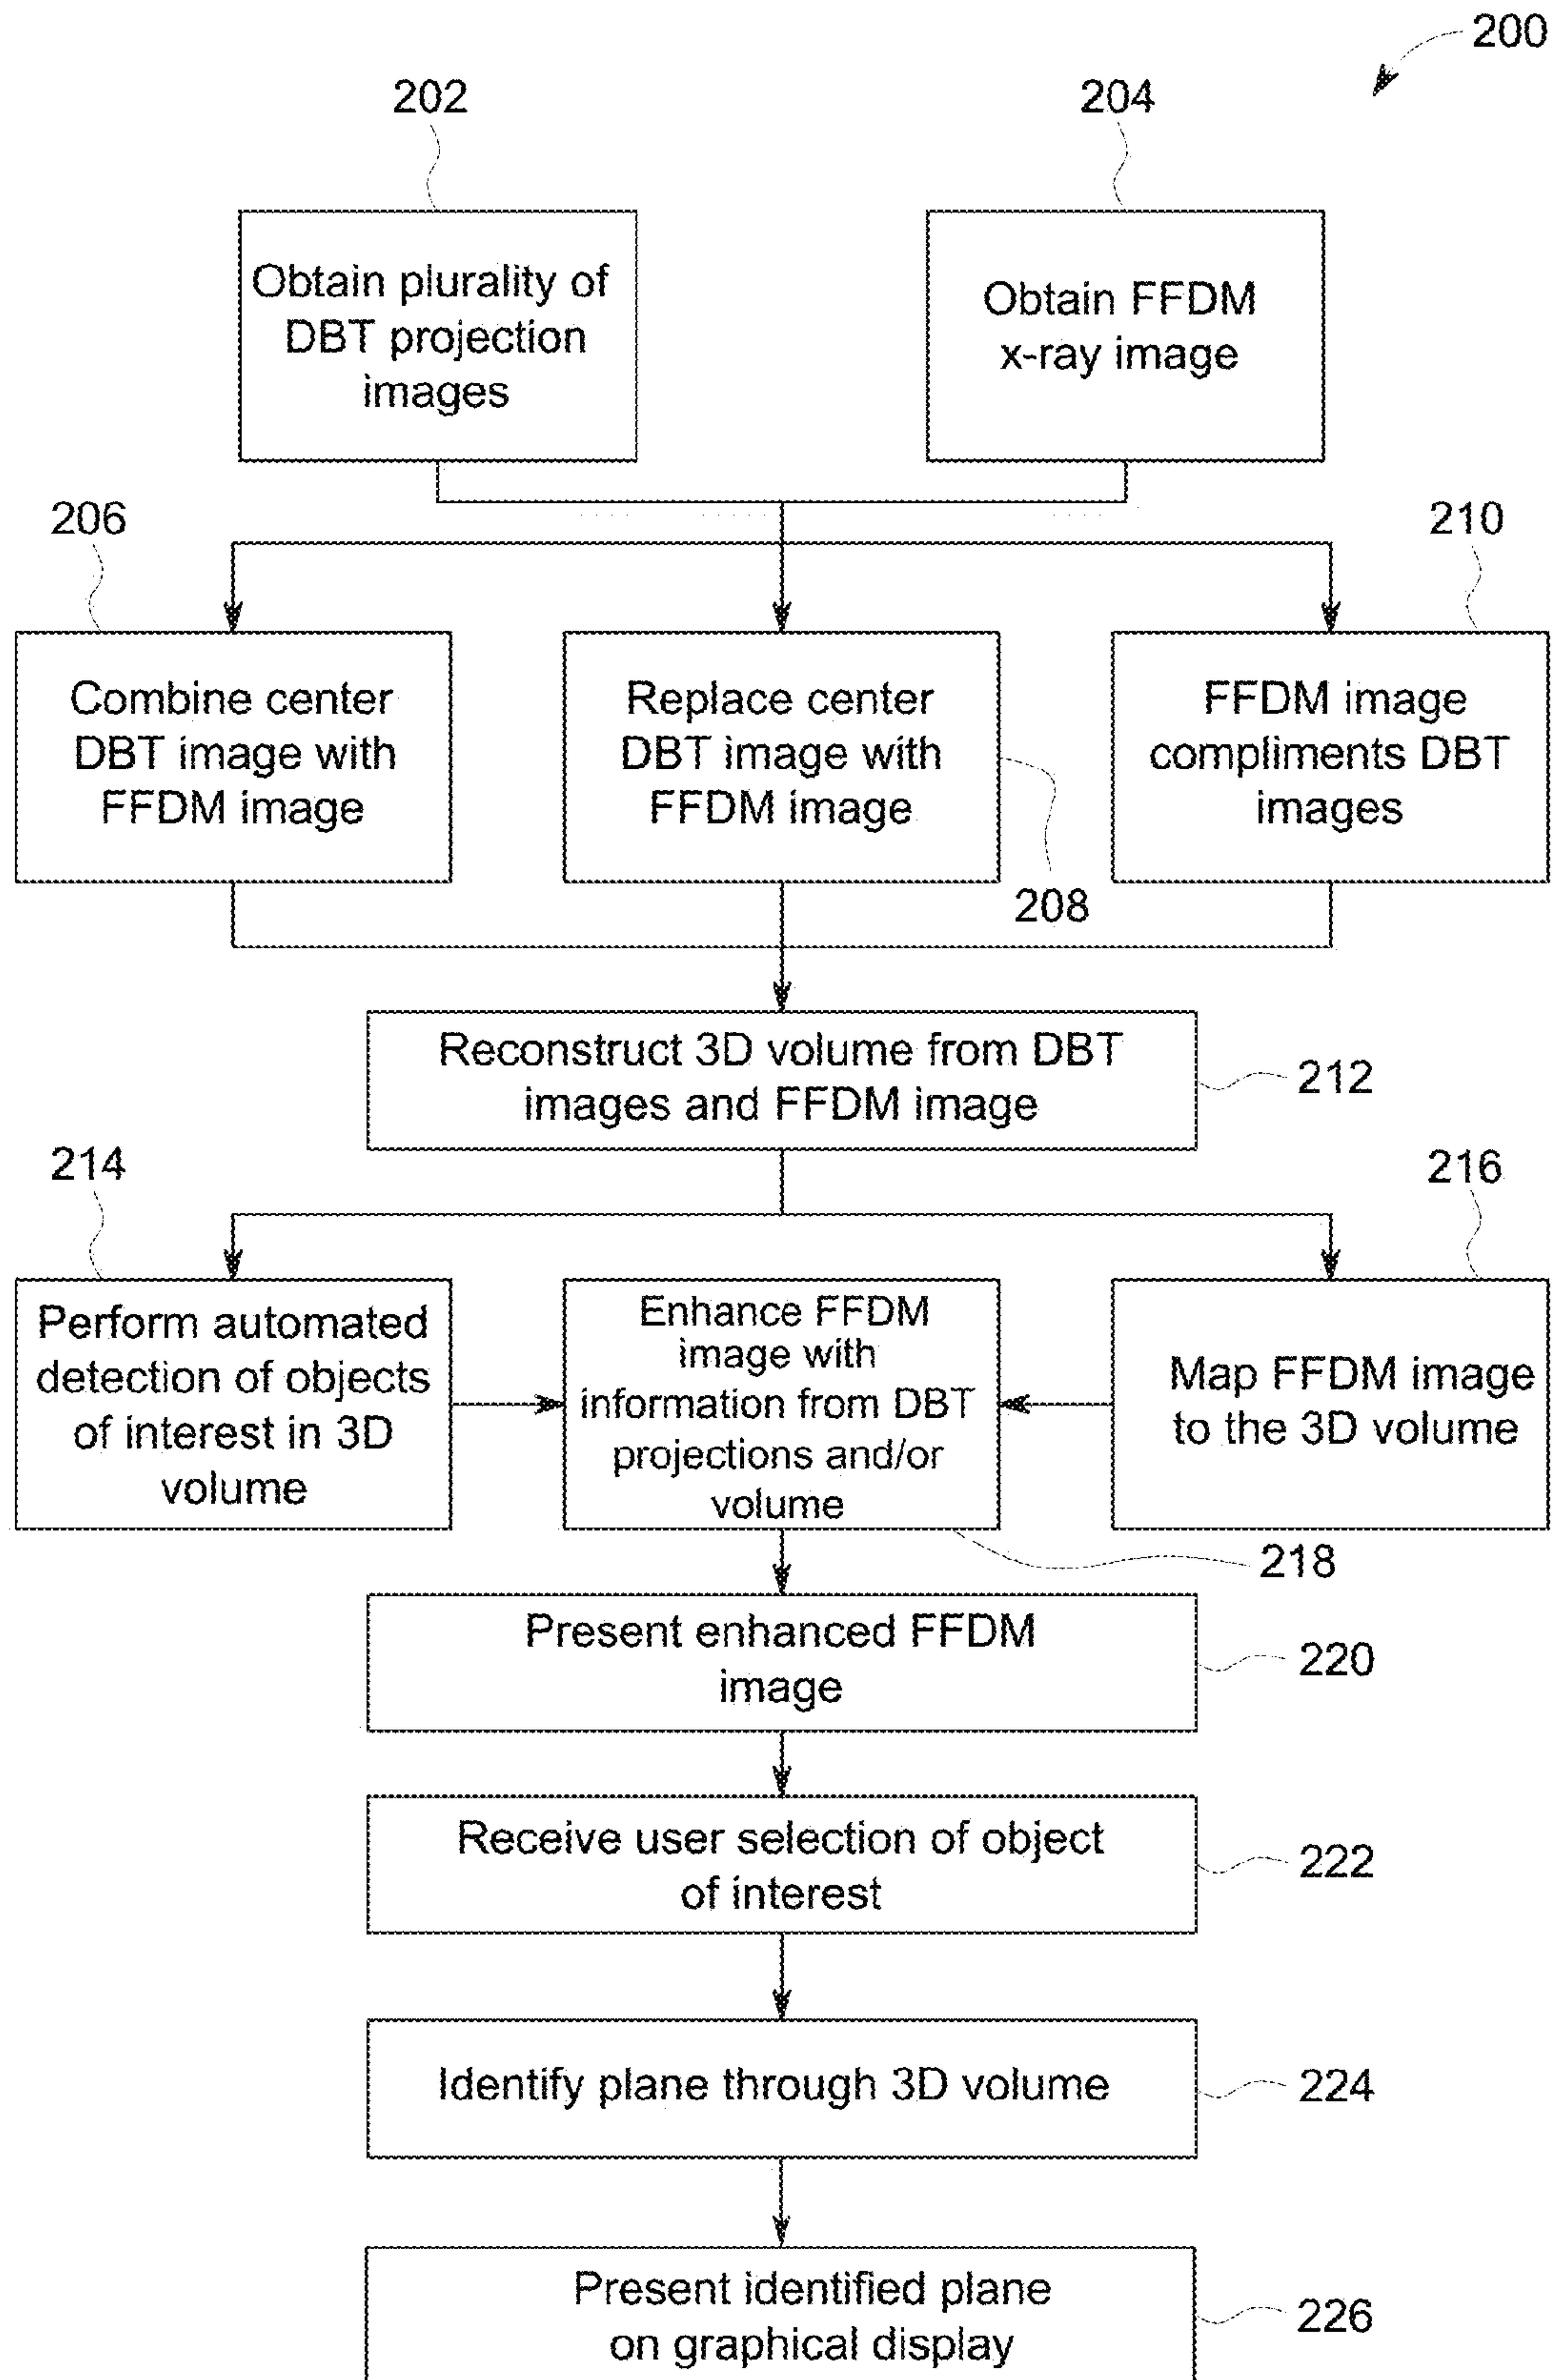 200
202
204
Obtain plurality of
DBT projection
images
Obtain FFDM
x-ray image
206
210
Combine center
DBT image with
FFDM image
Replace center
DBT image with
FFDM image
FFDM image
compliments DBT
images
208
Reconstruct 3D volume from DBT
images and FFDM image
212
214
216
Perform automated
detection of objects
of interest in 3D
volume
Enhance FFDM
image with
information from DBT
projections and/or
volume
Map FFDM image
to the 3D volume
218
Present enhanced FFDM
image
220
Receive user selection of object
of interest
222
Identify plane through 3D volume
224
Present identified plane
on graphical display
226